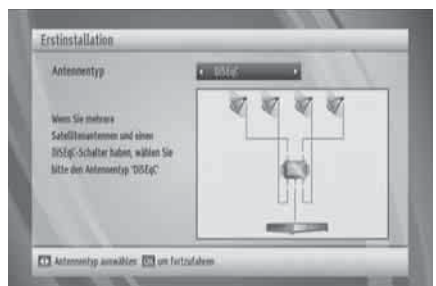 Erstinstallation
Antennentyp
DiSEqC
Wenn Sie mehrere
Satellitenantennen und einen
DiSEqC-Schalter haben, wählen Sie
bitte den Antennentyp "DiSEqC"
Antennentyp auswählen OK um fortzufahren